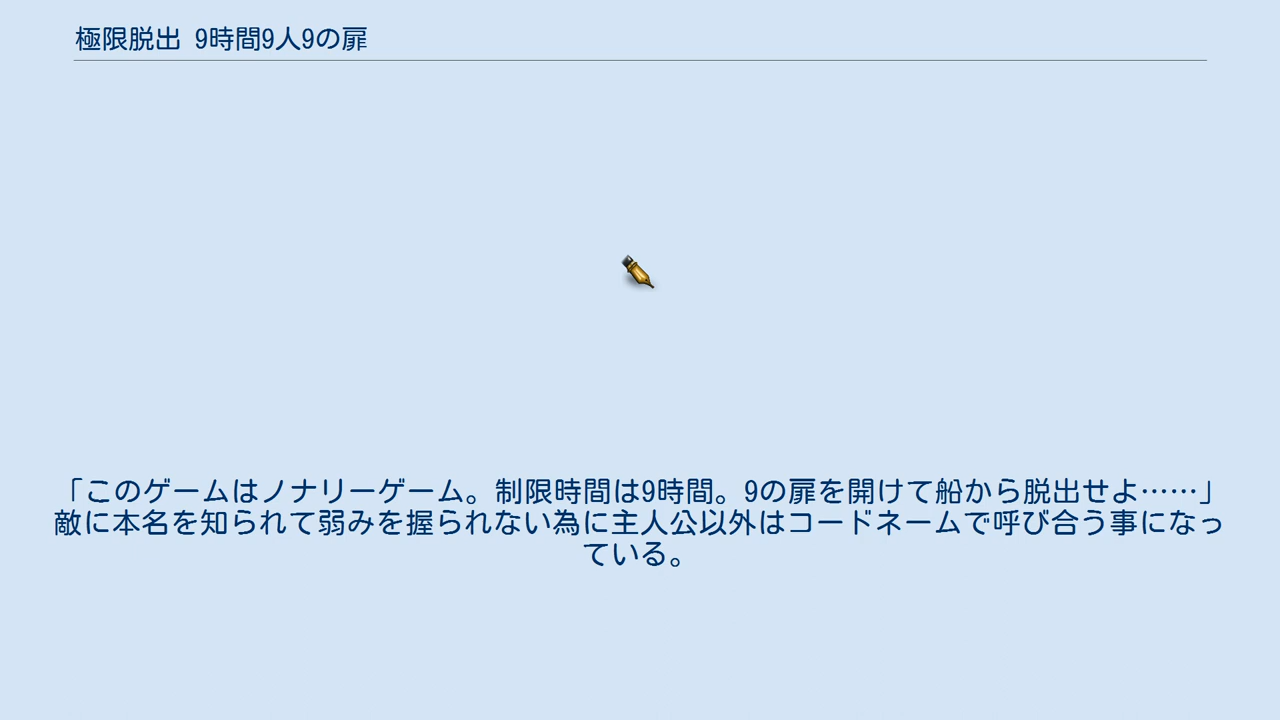 極限脱出 9時間9人9の扉
「このゲームはノナリーゲーム。制限時間は9時間。9の扉を開けて船から脱出せよ……」
敵に本名を知られて弱みを握られない為に主人公以外はコードネームで呼び合う事になっ
ている。